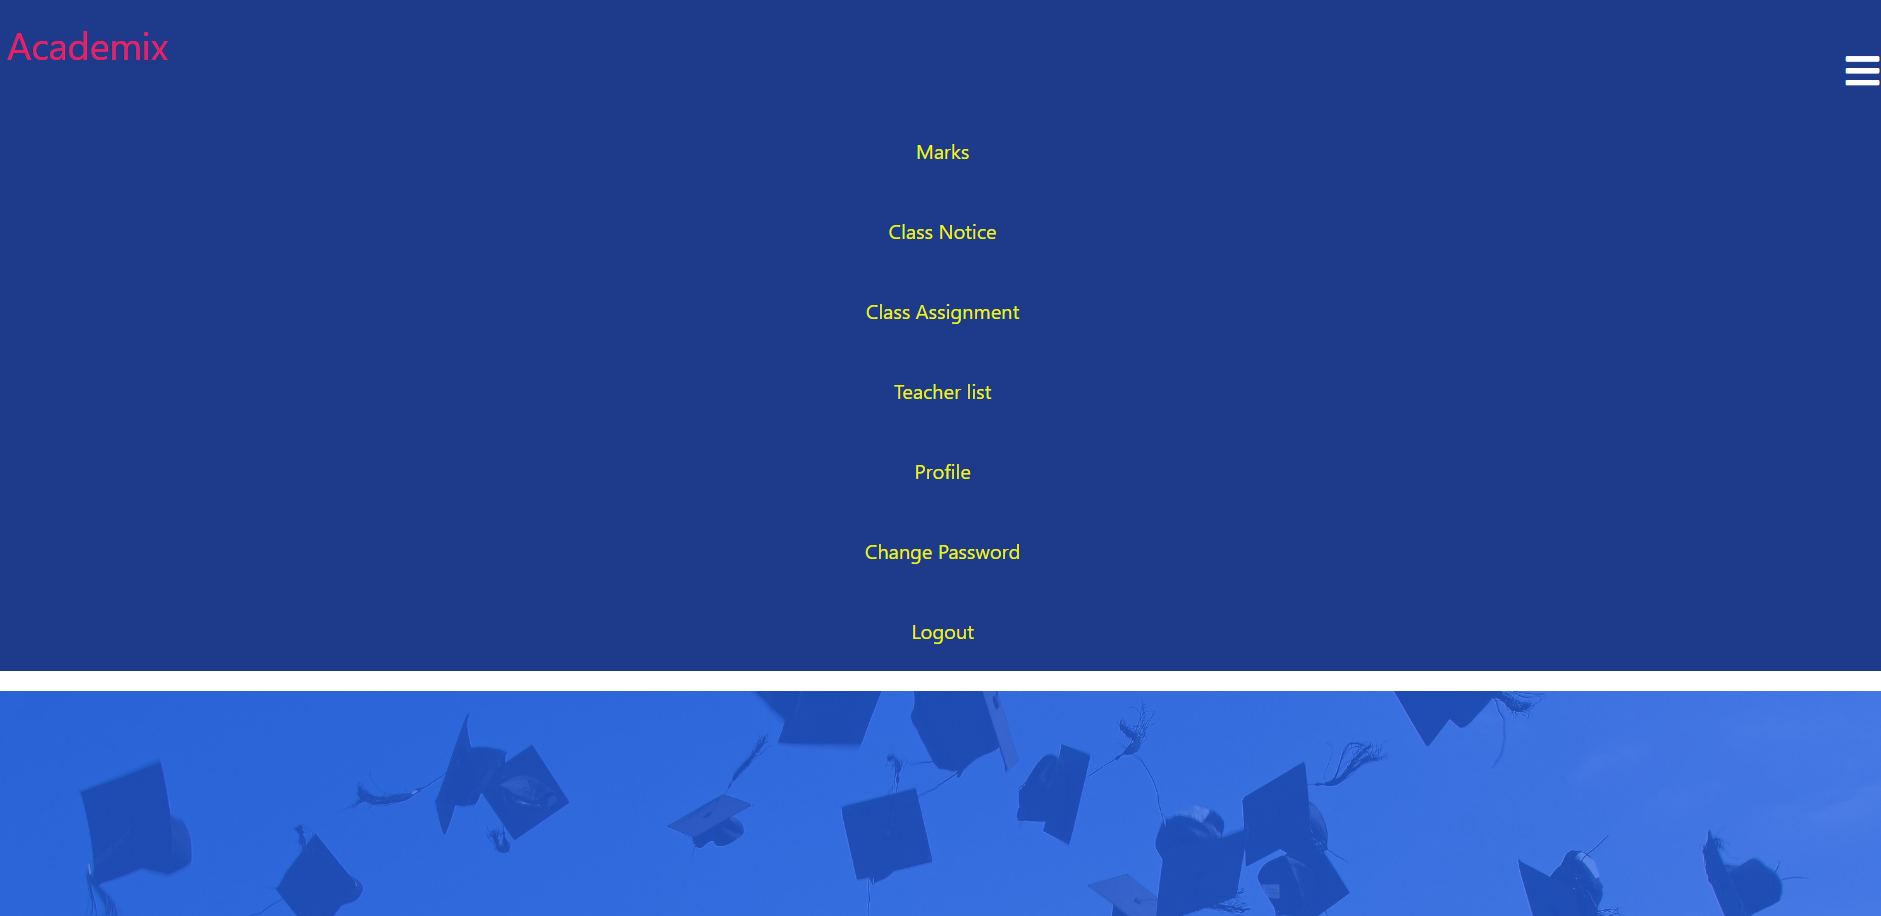 Academix
Marks
Class Notice
Class Assignment
Teacher list
Profile
Change Password
Logout